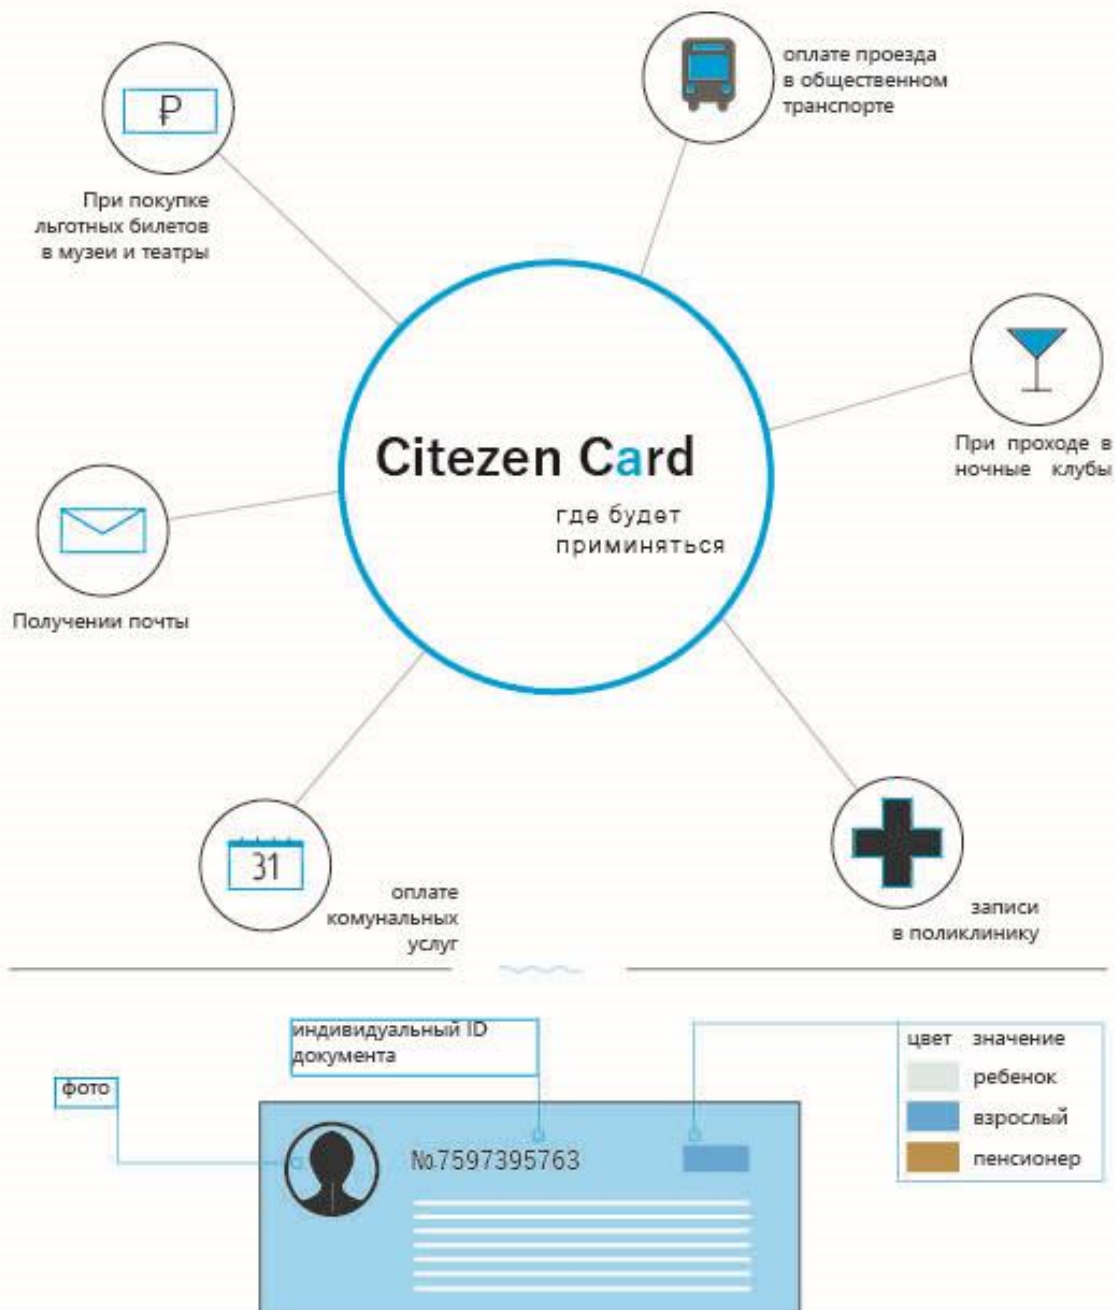 ₽
При покупке
льготных билетов
в музеи и театры
оплате проезда
в общественном
транспорте
При проходе в
ночные клубы
Citezen Card
где будет
приминяться
Получении почты
31
оплате
комунальных
услуг
записи
в поликлинику
индивидуальный ID
документа
фото
цвет значение
ребенок
взрослый
пенсионер
№7597395763